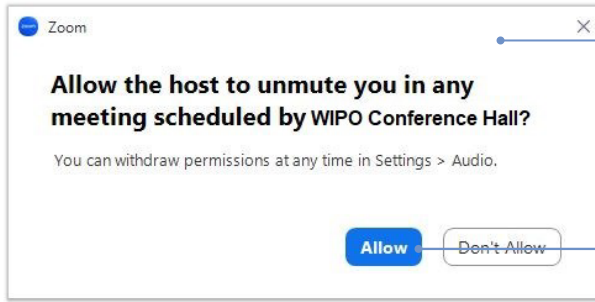 Zoom
Allow the host to unmute you in any
meeting scheduled by WIPO Conference Hall?
You can withdraw permissions at any time in Settings > Audio.
Allow Don't Allow